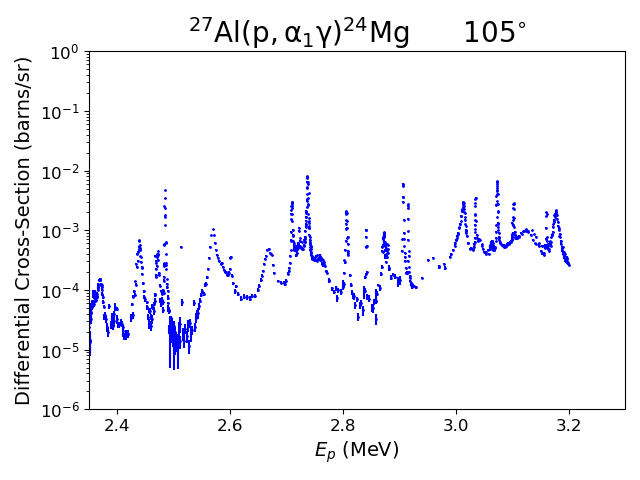 ²⁷Al(p, α₁γ)²⁴Mg 105°
Differential Cross-Section (barns/sr)
10⁰
10⁻¹
10⁻²
10⁻³
10⁻⁴
10⁻⁵
10⁻⁶
2.4 2.6 2.8 3.0 3.2
Eₚ (MeV)